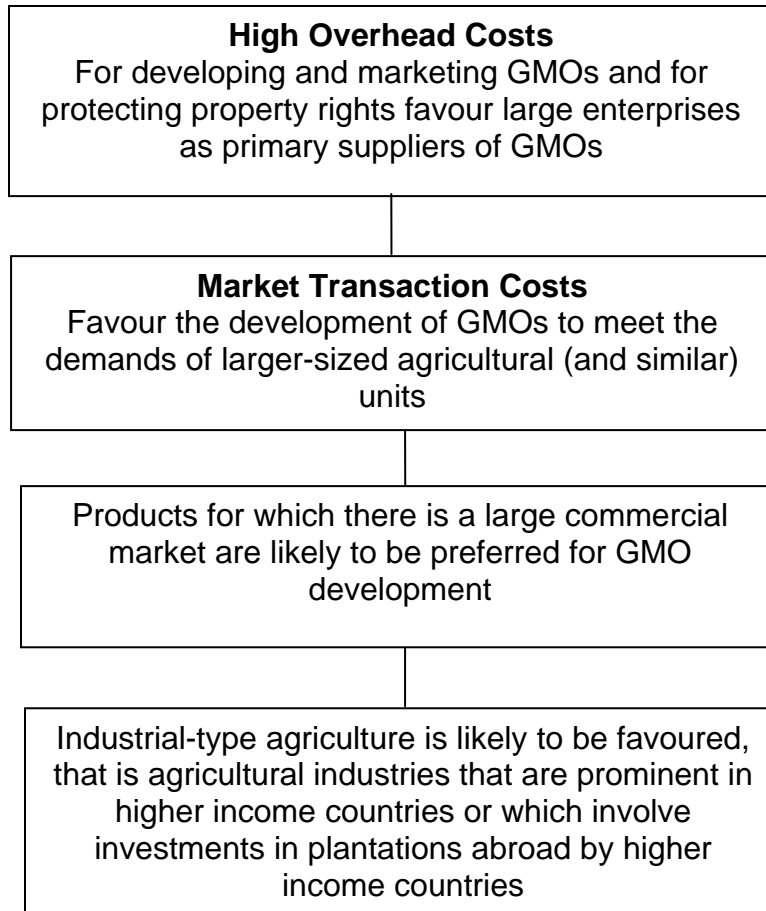 High Overhead Costs
For developing and marketing GMOs and for
protecting property rights favour large enterprises
as primary suppliers of GMOs
Market Transaction Costs
Favour the development of GMOs to meet the
demands of larger-sized agricultural (and similar)
units
Products for which there is a large commercial
market are likely to be preferred for GMO
development
Industrial-type agriculture is likely to be favoured,
that is agricultural industries that are prominent in
higher income countries or which involve
investments in plantations abroad by higher
income countries